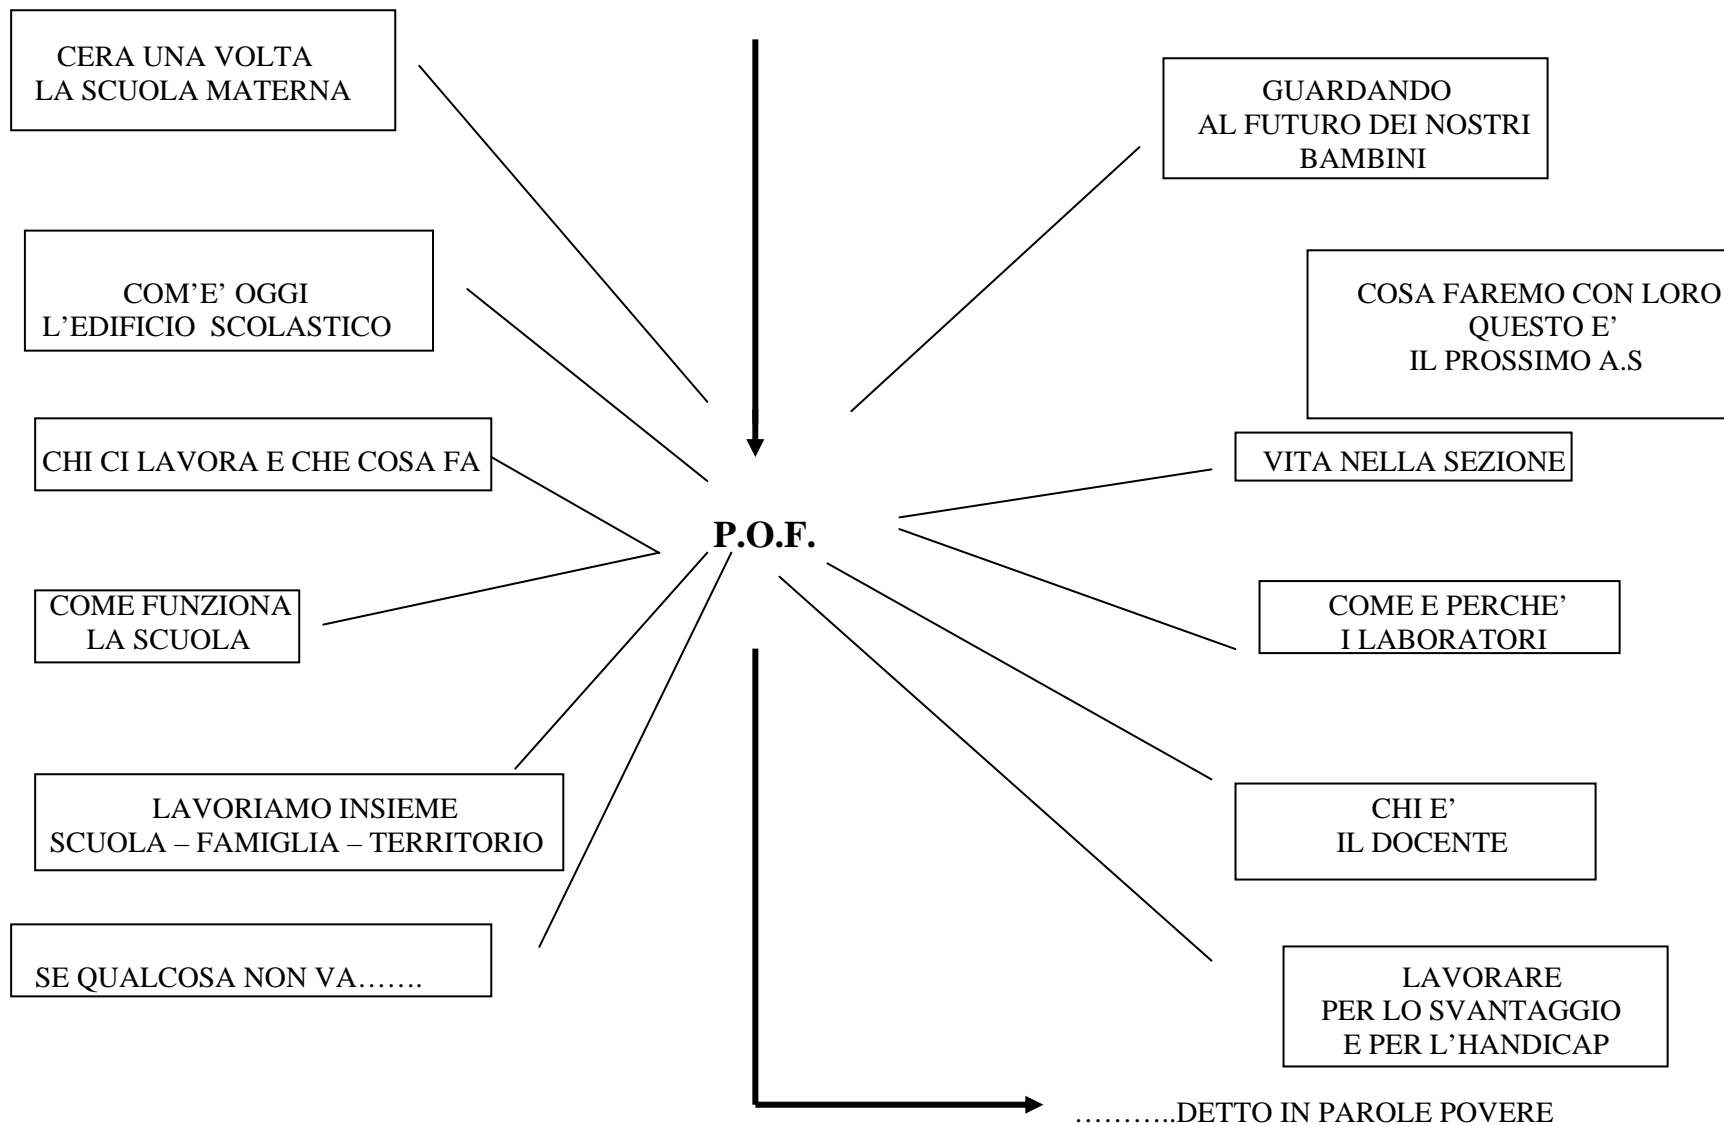 CERA UNA VOLTA
LA SCUOLA MATERNA
COM’E’ OGGI
L’EDIFICIO SCOLASTICO
CHI CI LAVORA E CHE COSA FA
COME FUNZIONA
LA SCUOLA
LAVORIAMO INSIEME
SCUOLA – FAMIGLIA – TERRITORIO
SE QUALCOSA NON VA…….
P.O.F.
GUARDANDO
AL FUTURO DEI NOSTRI
BAMBINI
COSA FAREMO CON LORO
QUESTO E’
IL PROSSIMO A.S
VITA NELLA SEZIONE
COME E PERCHE’
I LABORATORI
CHI E’
IL DOCENTE
LAVORARE
PER LO SVANTAGGIO
E PER L’HANDICAP
………..DETTO IN PAROLE POVERE